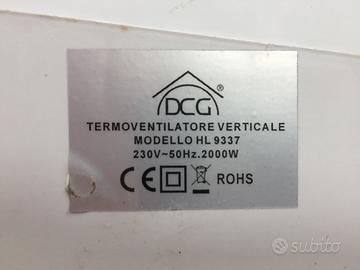 DCG®
TERMOVENTILATORE VERTICALE
MODELLO HL 9337
230V~50Hz.2000W
CE ROHS
subito